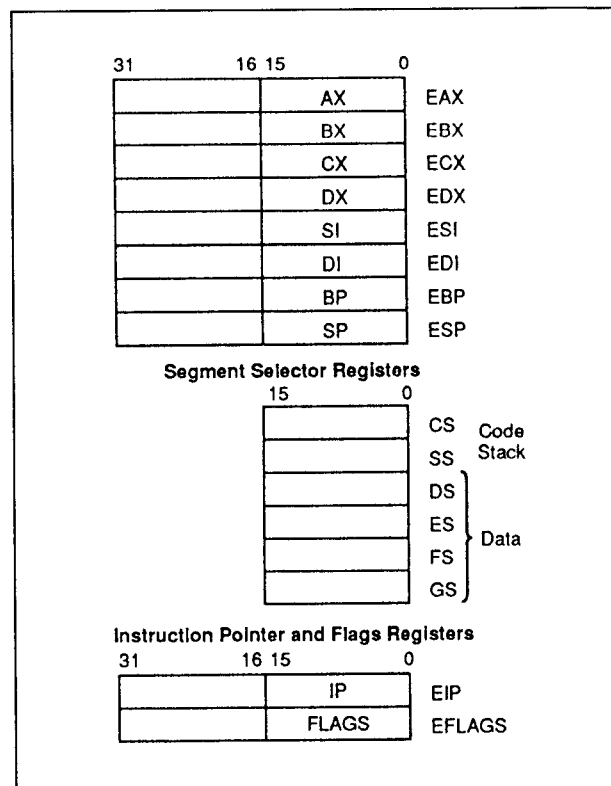 31 16 15 0
AX EAX
BX EBX
CX ECX
DX EDX
SI ESI
DI EDI
BP EBP
SP ESP
Segment Selector Registers
15 0
CS Code
SS Stack
DS
ES
Data
FS
GS
Instruction Pointer and Flags Registers
31 16 15 0
IP EIP
FLAGS EFLAGS